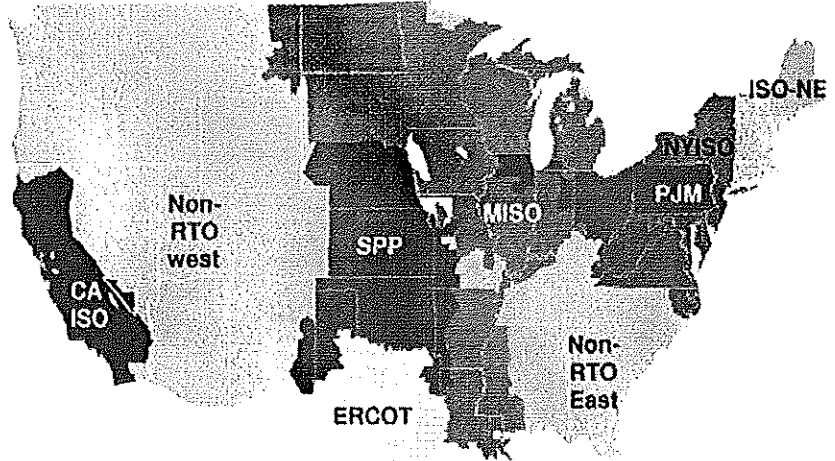 ISO-NE
NYISO
PJM
MISO
Non-
RTO
west
SPP
CA
ISO
Non-
RTO
East
ERCOT